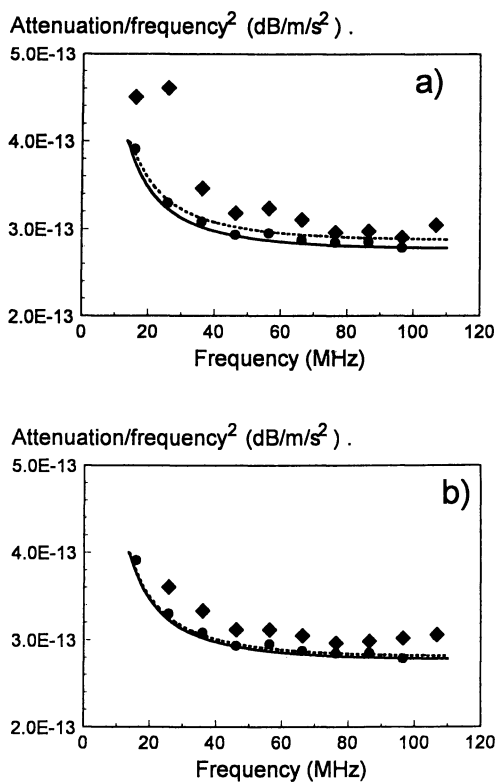 Attenuation/frequency² (dB/m/s²) .
5.0E-13
a)
4.0E-13
3.0E-13
2.0E-13
0 20 40 60 80 100 120
Frequency (MHz)
Attenuation/frequency² (dB/m/s²) .
5.0E-13
b)
4.0E-13
3.0E-13
2.0E-13
0 20 40 60 80 100 120
Frequency (MHz)